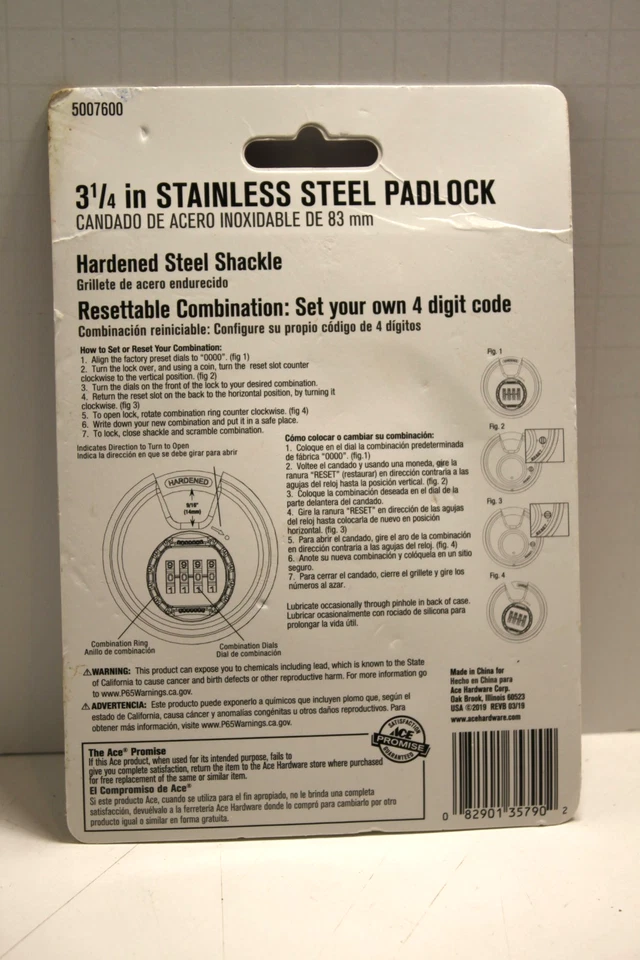 5007600
3 1/4 in STAINLESS STEEL PADLOCK
CANDADO DE ACERO INOXIDABLE DE 83 mm
Hardened Steel Shackle
Grillete de acero endurecido
Resettable Combination: Set your own 4 digit code
Combinación reiniciable: Configure su propio código de 4 dígitos
How to Set or Reset Your Combination:
1. Align the factory preset dials to "0000". (fig 1)
2. Turn the lock over, and using a coin, turn the reset slot counter
clockwise to the vertical position. (fig 2)
3. Turn the dials on the front of the lock to your desired combination.
4. Return the reset slot on the back to the horizontal position, by turning it
clockwise. (fig 3)
5. To open lock, rotate combination ring counter clockwise. (fig 4)
6. Write down your new combination and put it in a safe place.
7. To lock, close shackle and scramble combination.
Indicates Direction to Turn to Open
Indica la dirección en que se debe girar para abrir
HARDENED
9/16"
(14mm)
0 0 0 0
1 1 1 1
Combination Ring
Anillo de combinación
Combination Dials
Dial de combinación
Cómo colocar o cambiar su combinación:
1. Coloque en el dial la combinación predeterminada
de fábrica "0000". (fig.1)
2. Voltee el candado y usando una moneda, gire la
ranura "RESET" (restaurar) en dirección contraria a las
agujas del reloj hasta la posición vertical. (fig. 2)
3. Coloque la combinación deseada en el dial de la
parte delantera del candado.
4. Gire la ranura "RESET" en dirección de las agujas
del reloj hasta colocarla de nuevo en posición
horizontal. (fig. 3)
5. Para abrir el candado, gire el aro de la combinación
en dirección contraria a las agujas del reloj. (fig. 4)
6. Anote su nueva combinación y colóquela en un sitio
seguro.
7. Para cerrar el candado, cierre el grillete y gire los
números al azar.
Lubricate occasionally through pinhole in back of case.
Lubricar ocasionalmente con rociado de silicona para
prolongar la vida útil.
Fig. 1
Fig. 2
Fig. 3
Fig. 4
⚠WARNING: This product can expose you to chemicals including lead, which is known to the State
of California to cause cancer and birth defects or other reproductive harm. For more information go
to www.P65Warnings.ca.gov.
⚠ADVERTENCIA: Este producto puede exponerlo a químicos que incluyen plomo que, según el
estado de California, causa cáncer y anomalías congénitas u otros daños reproductivos. Para
obtener más información, visite www.P65Warnings.ca.gov.
Made in China for
Hecho en China para
Ace Hardware Corp.
Oak Brook, Illinois 60523
USA ©2019 REVB 03/19
www.acehardware.com
The Ace® Promise
If this Ace product, when used for its intended purpose, fails to
give you complete satisfaction, return the item to the Ace Hardware store where purchased
for free replacement of the same or similar item.
El Compromiso de Ace®
Si este producto Ace, cuando se utiliza para el fin apropiado, no le brinda una completa
satisfacción, devuélvalo a la ferretería Ace Hardware donde lo compró para cambiarlo por otro
producto igual o similar en forma gratuita.
SATISFACTION
ACE
PROMISE
GUARANTEED
0 82901 35790 2